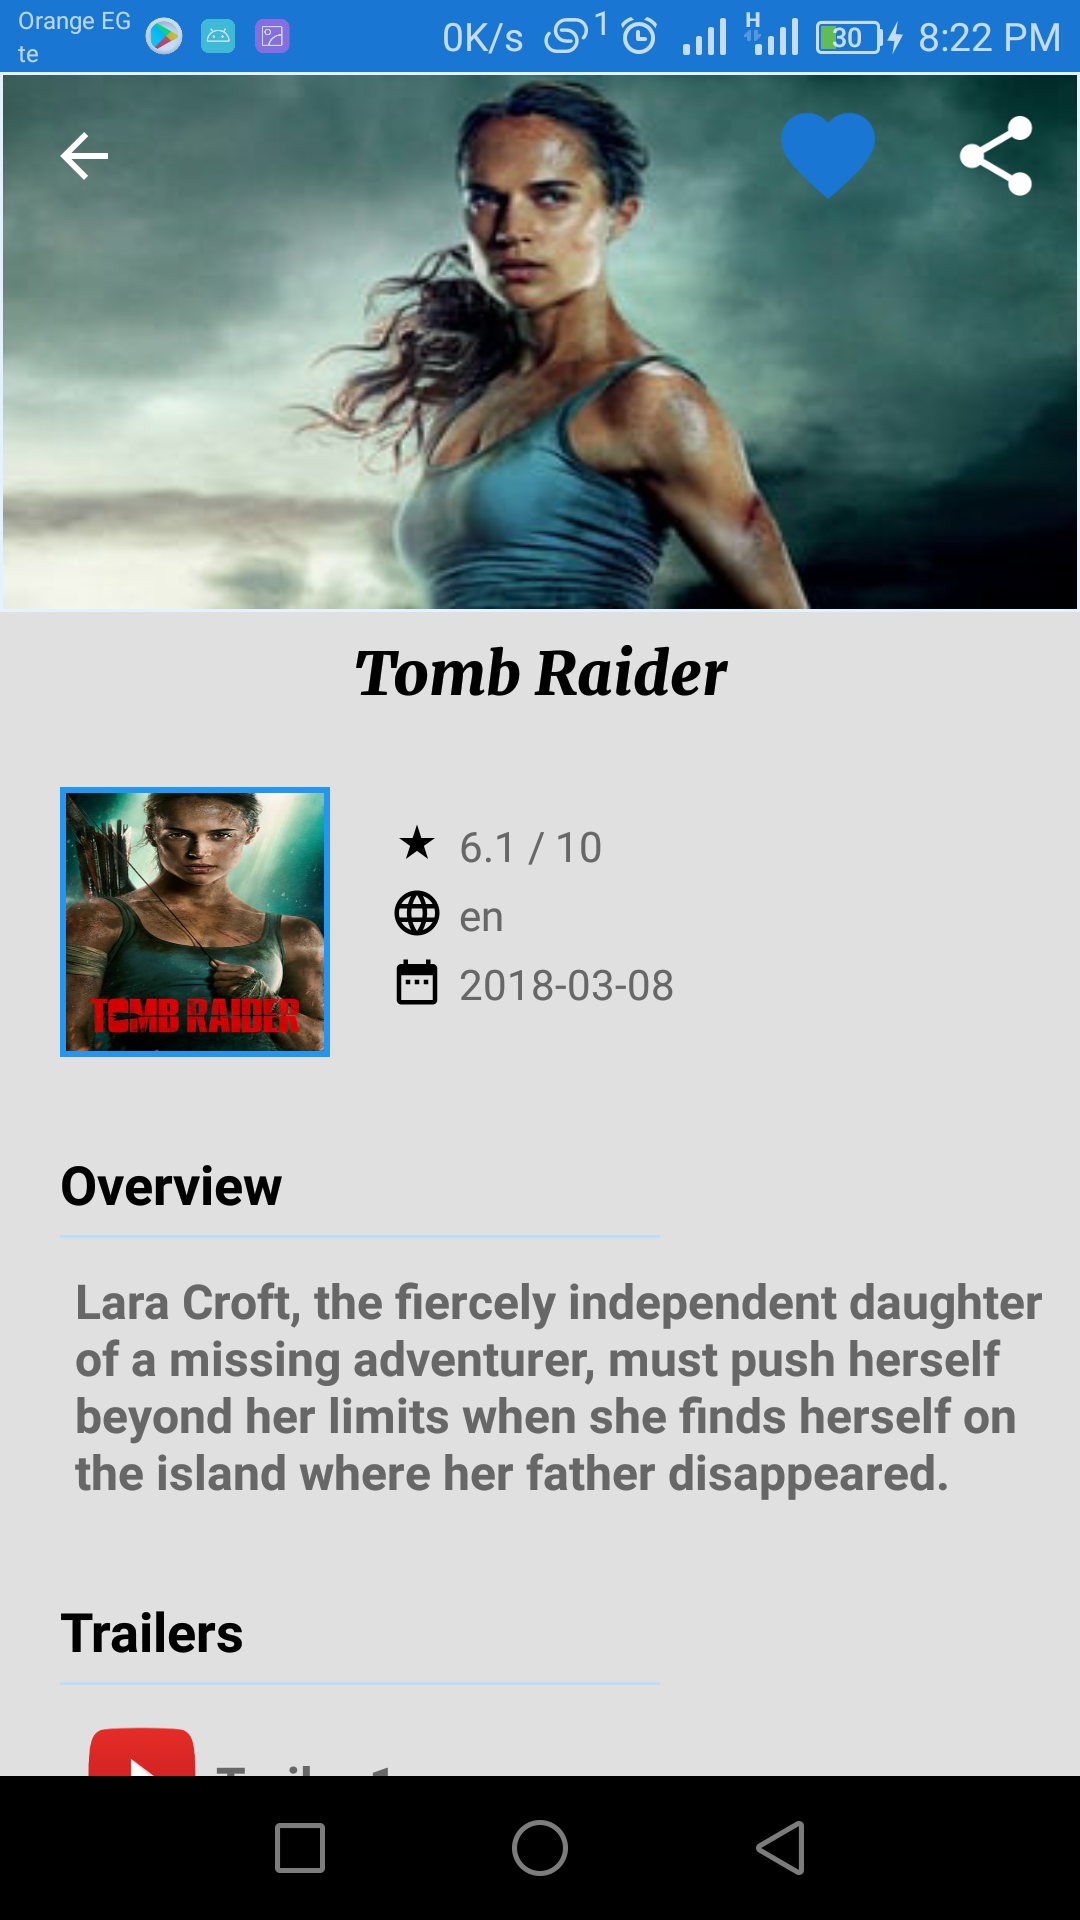 Orange EG
te
0K/s 1 H 30 8:22 PM
Tomb Raider
TOMB RAIDER
6.1 / 10
en
2018-03-08
Overview
Lara Croft, the fiercely independent daughter
of a missing adventurer, must push herself
beyond her limits when she finds herself on
the island where her father disappeared.
Trailers
Trailer 1